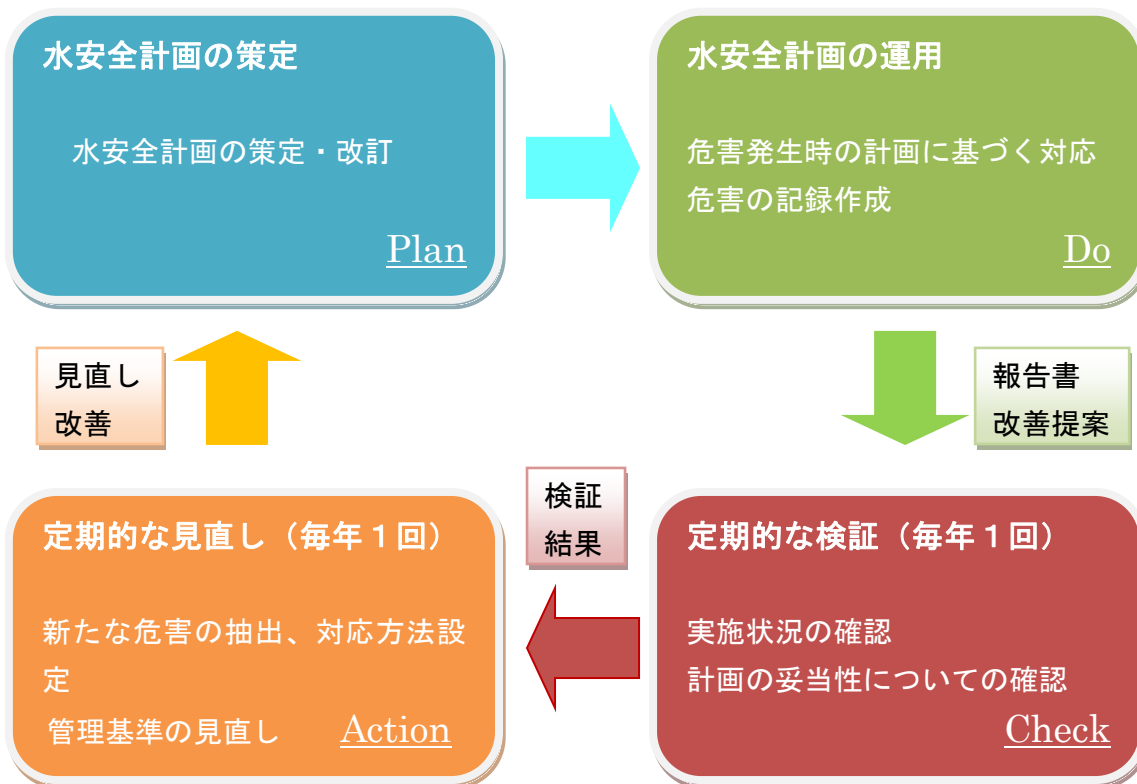 水安全計画の策定
水安全計画の策定・改訂
Plan
水安全計画の運用
危害発生時の計画に基づく対応
危害の記録作成
Do
報告書
改善提案
定期的な検証（毎年１回）
実施状況の確認
計画の妥当性についての確認
Check
検証
結果
定期的な見直し（毎年１回）
新たな危害の抽出、対応方法設
定
管理基準の見直し Action
見直し
改善